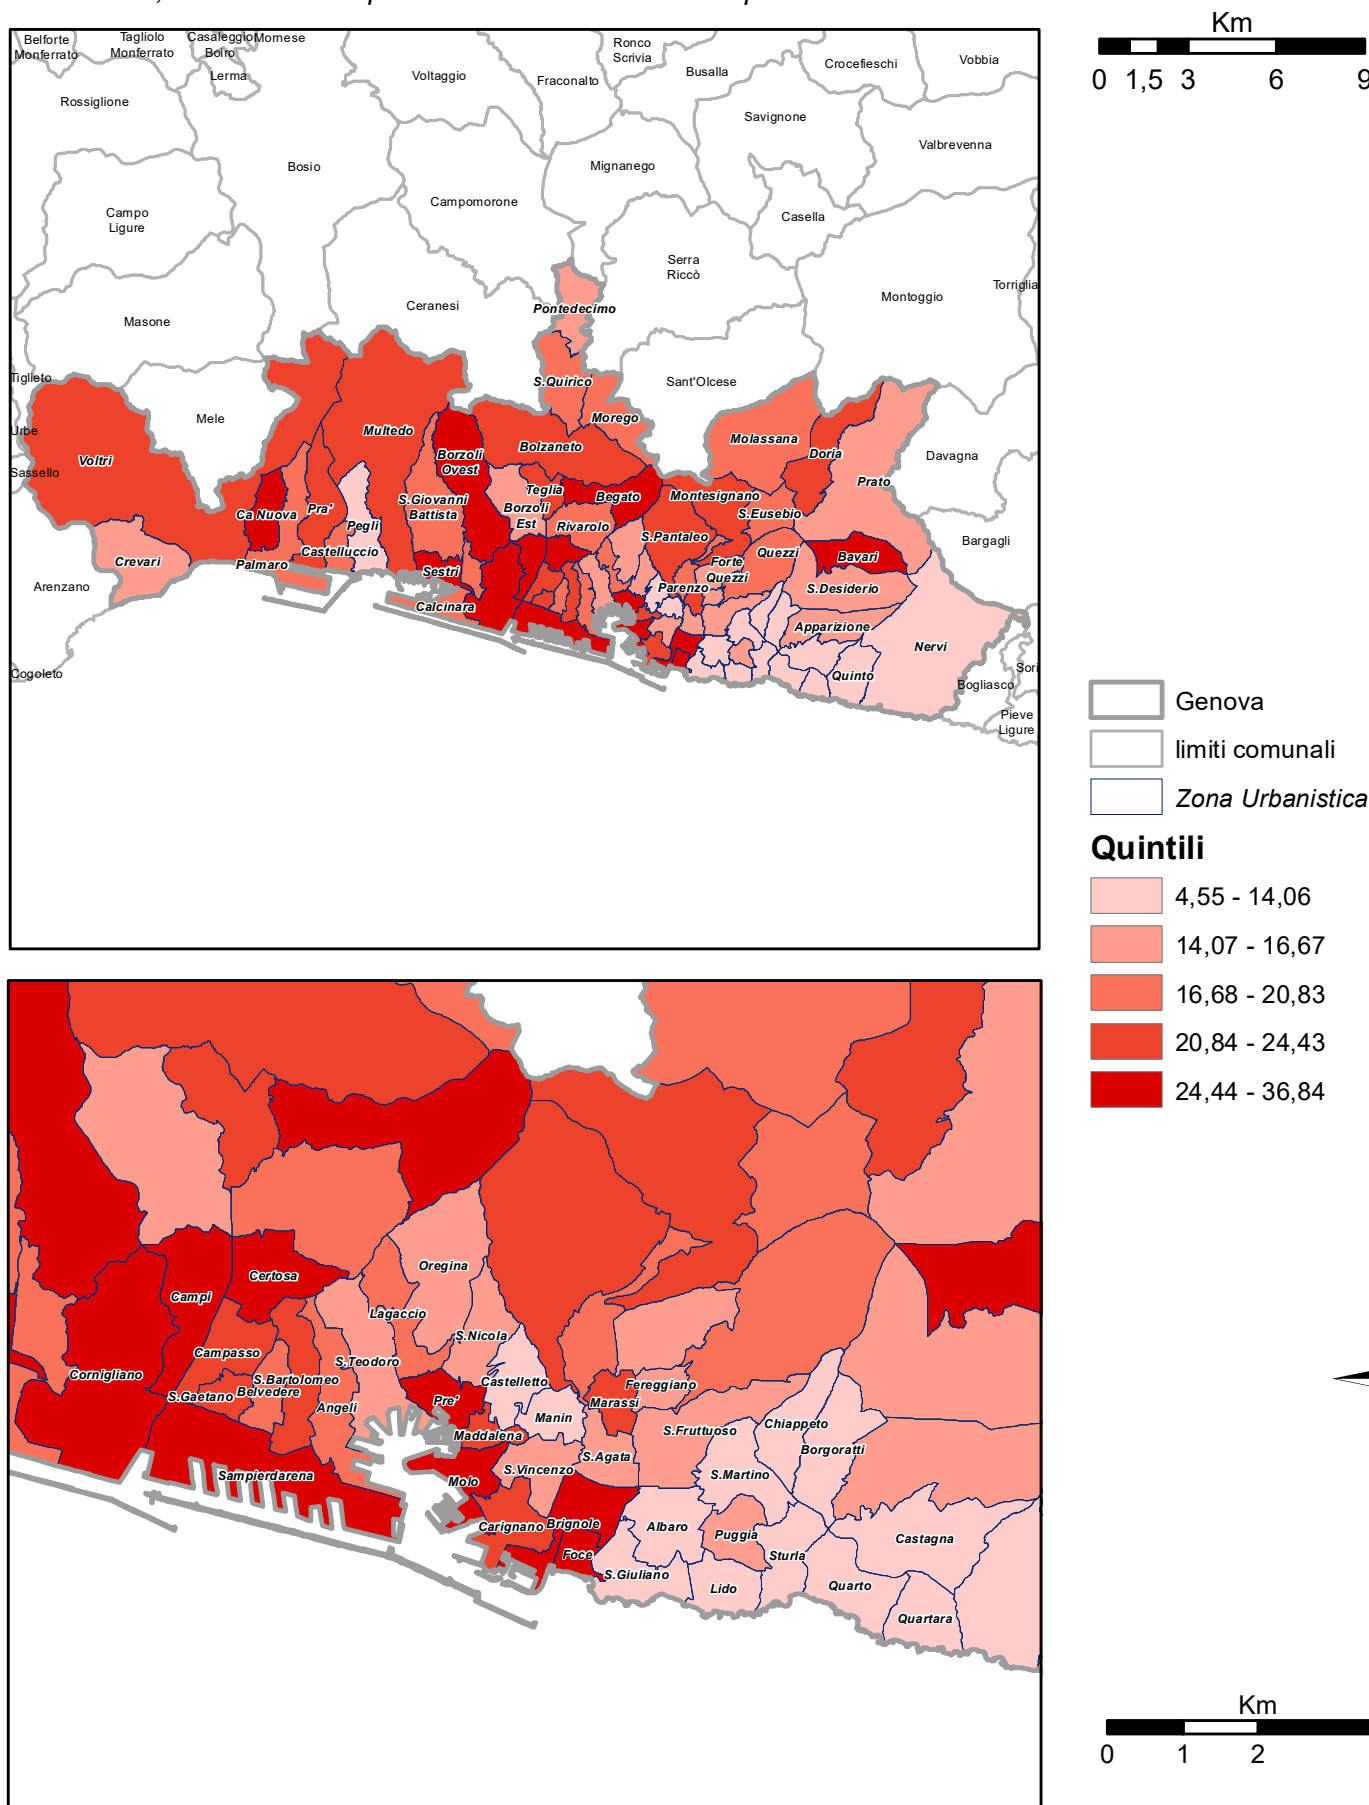 Km
0 1,5 3 6 9
Belforte
Monferrato
Tagliolo
Monferrato
Casaleggio
Boiro
Mornese
Lerma
Rossiglione
Voltaggio
Fraconalto
Ronco
Scrivia
Busalla
Crocefieschi
Vobbia
Savignone
Valbrevenna
Bosio
Mignanego
Campo
Ligure
Campomorone
Casella
Serra
Riccò
Montoggio
Torriglia
Masone
Ceranesi
Pontedecimo
Tiglieto
S.Quirico
Sant'Olcese
Mele
Morego
Urbe
Multedo
Molassana
Bolzaneto
Borzoli
Ovest
Doria
Davagna
Voltri
Sassello
Prato
Teglia
Begato
Montesignano
S.Giovanni
Battista
Borzoli
Est
Ca Nuova
Pra'
Pegli
Rivarolo
S.Eusebio
S.Pantaleo
Bargagli
Castelluccio
Quezzi
Bavari
Crevari
Palmaro
Forte
Quezzi
Sestri
Arenzano
Parenzo
S.Desiderio
Calcinara
Apparizione
Nervi
Cogoleto
Quinto
Sori
Bogliasco
Pieve
Ligure
Genova
limiti comunali
Zona Urbanistica
Quintili
4,55 - 14,06
14,07 - 16,67
16,68 - 20,83
20,84 - 24,43
24,44 - 36,84
Oregina
Certosa
Campi
Lagaccio
S.Nicola
Campasso
S.Teodoro
Cornigliano
S.Bartolomeo
Castelletto
Fereggiano
S.Gaetano
Belvedere
Pre'
Marassi
Angeli
Manin
Chiappeto
Maddalena
S.Fruttuoso
Borgoratti
S.Agata
S.Vincenzo
S.Martino
Sampierdarena
Molo
Carignano
Brignole
Albaro
Puggia
Castagna
Foce
Sturla
S.Giuliano
Lido
Quarto
Quartara
Km
0 1 2